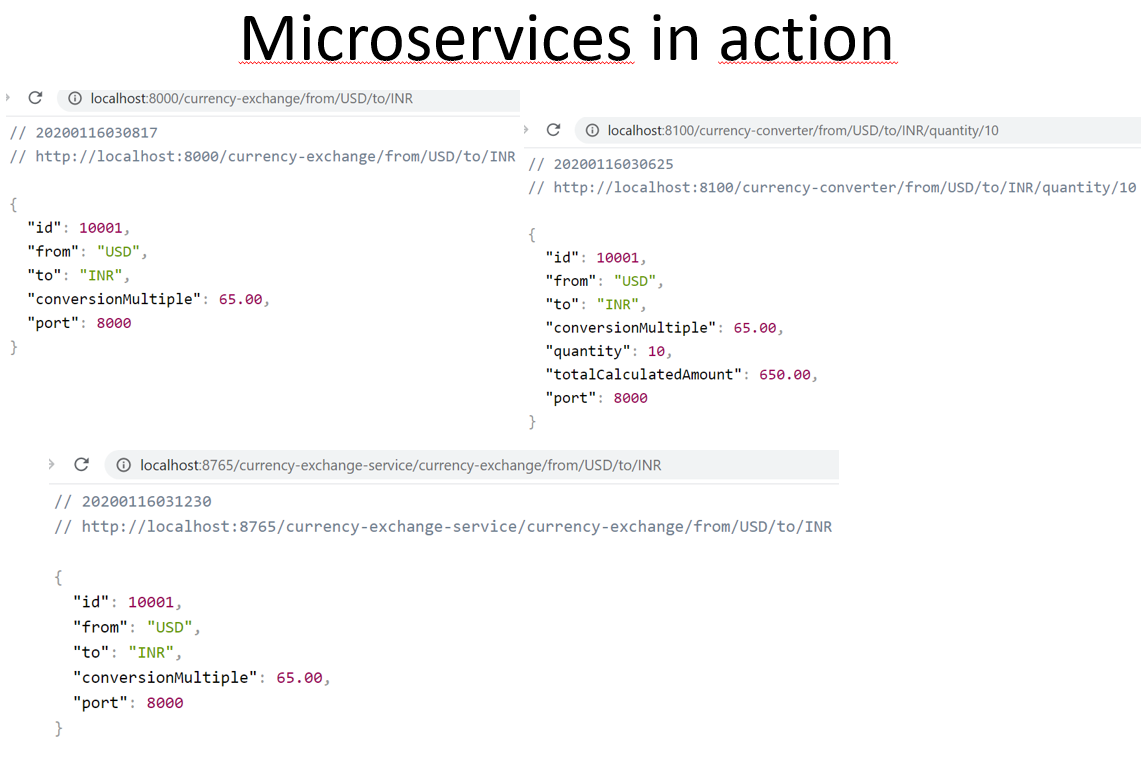 Microservices in action
localhost:8000/currency-exchange/from/USD/to/INR
// 20200116030817
// http://localhost:8000/currency-exchange/from/USD/to/INR
{
"id": 10001,
"from": "USD",
"to": "INR",
"conversionMultiple": 65.00,
"port": 8000
}
localhost:8100/currency-converter/from/USD/to/INR/quantity/10
// 20200116030625
// http://localhost:8100/currency-converter/from/USD/to/INR/quantity/10
{
"id": 10001,
"from": "USD",
"to": "INR",
"conversionMultiple": 65.00,
"quantity": 10,
"totalCalculatedAmount": 650.00,
"port": 8000
}
localhost:8765/currency-exchange-service/currency-exchange/from/USD/to/INR
// 20200116031230
// http://localhost:8765/currency-exchange-service/currency-exchange/from/USD/to/INR
{
"id": 10001,
"from": "USD",
"to": "INR",
"conversionMultiple": 65.00,
"port": 8000
}